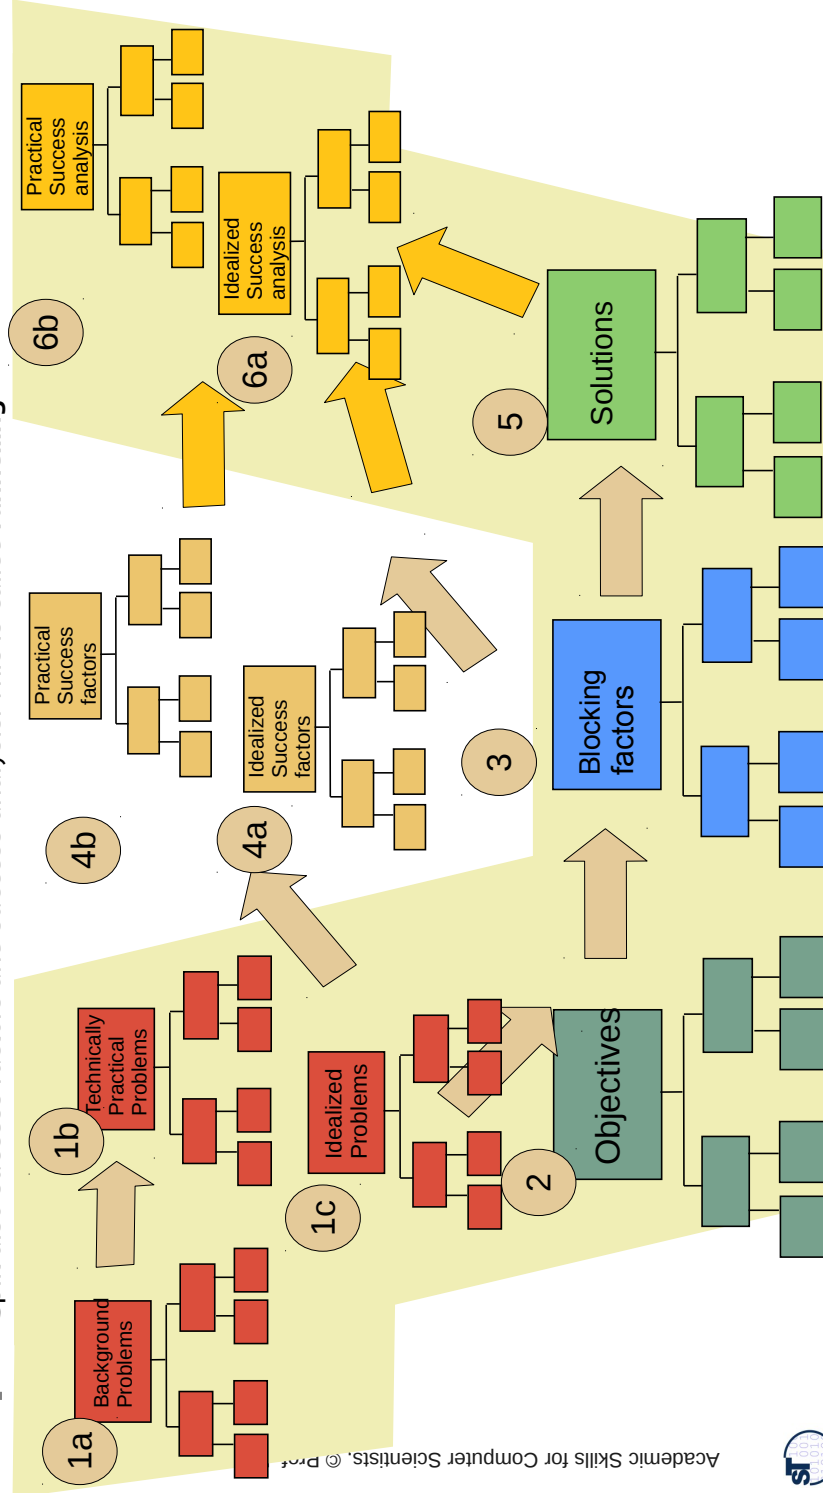 1a
Background
Problems
1b
Technically
Practical
Problems
1c
Idealized
Problems
2
Objectives
3
Blocking
factors
4a
Idealized
Success
factors
4b
Practical
Success
factors
5
Solutions
6a
Idealized
Success
analysis
6b
Practical
Success
analysis
Academic Skills for Computer Scientists, © Prof
ST